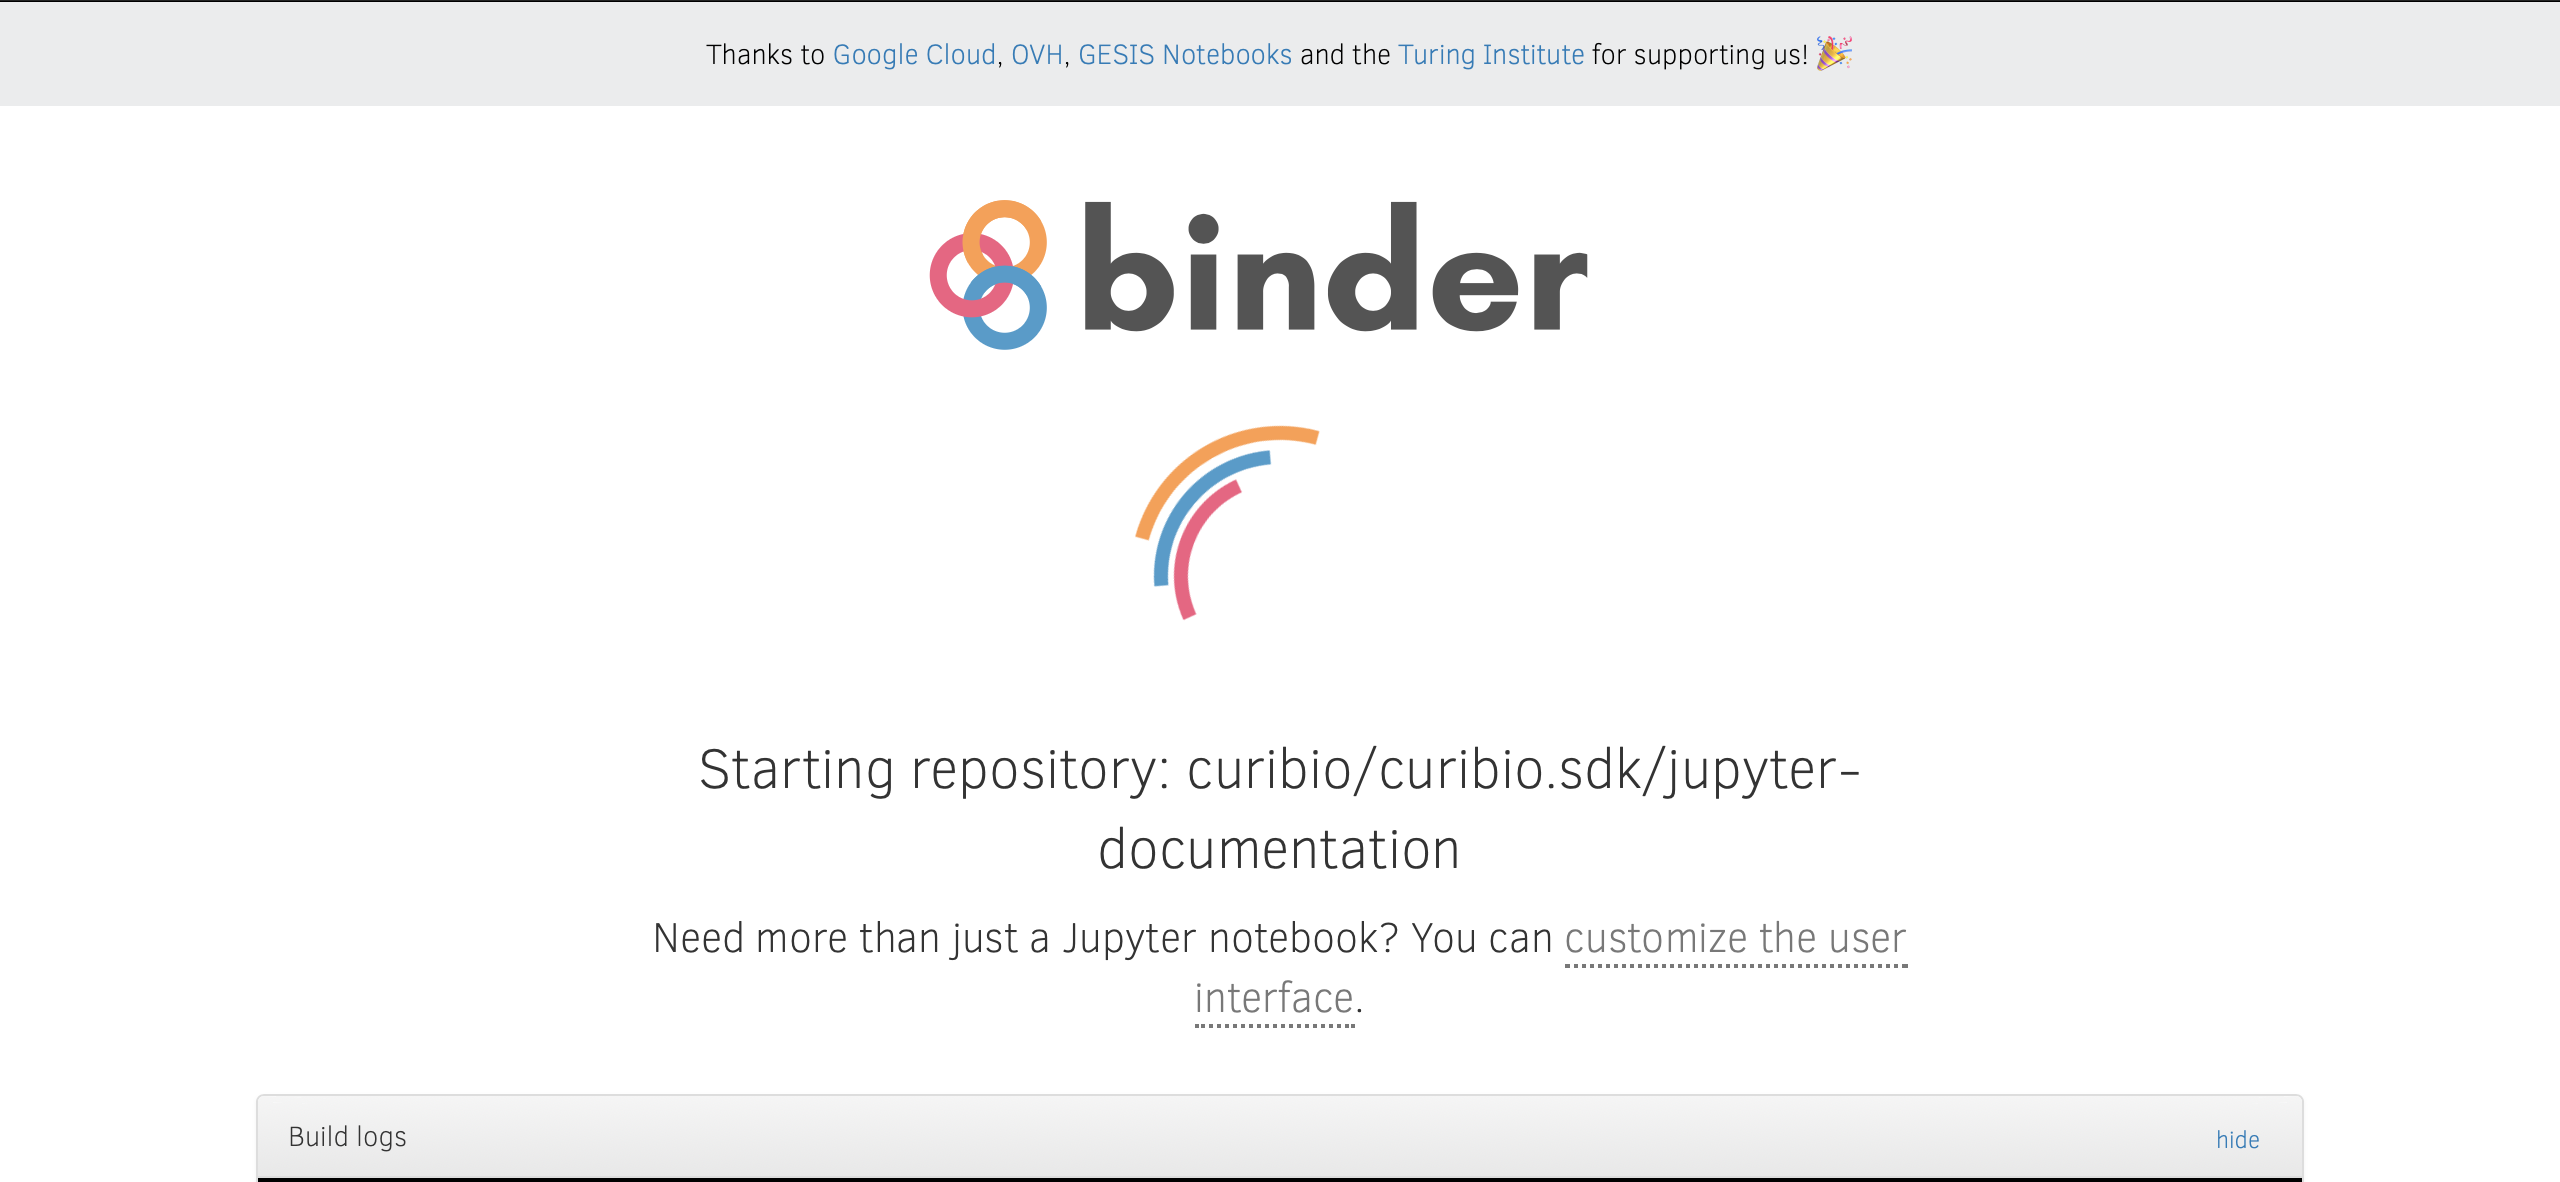 Thanks to Google Cloud, OVH, GESIS Notebooks and the Turing Institute for supporting us! 🎉
binder
Starting repository: curibio/curibio.sdk/jupyter-
documentation
Need more than just a Jupyter notebook? You can customize the user
interface.
Build logs
hide